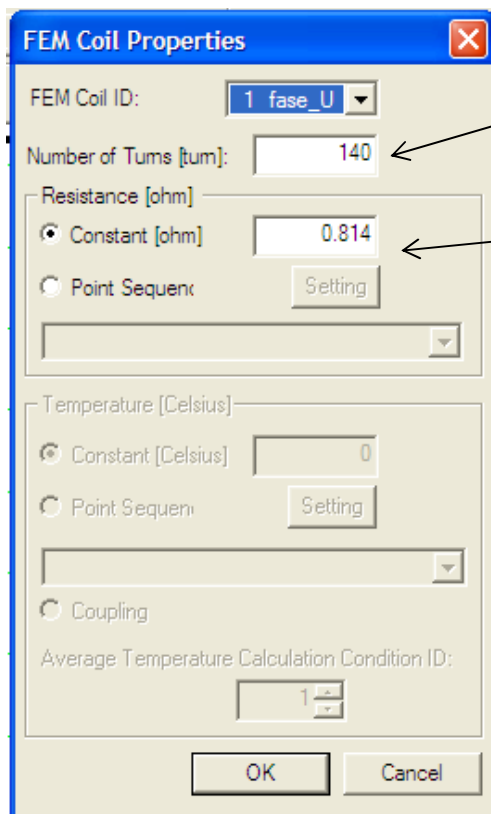 FEM Coil Properties
FEM Coil ID: 1 fase_U
Number of Turns [turn]: 140
Resistance [ohm]
Constant [ohm] 0.814
Point Sequenc Setting
Temperature [Celsius]
Constant [Celsius] 0
Point Sequen Setting
Coupling
Average Temperature Calculation Condition ID:
1
OK Cancel